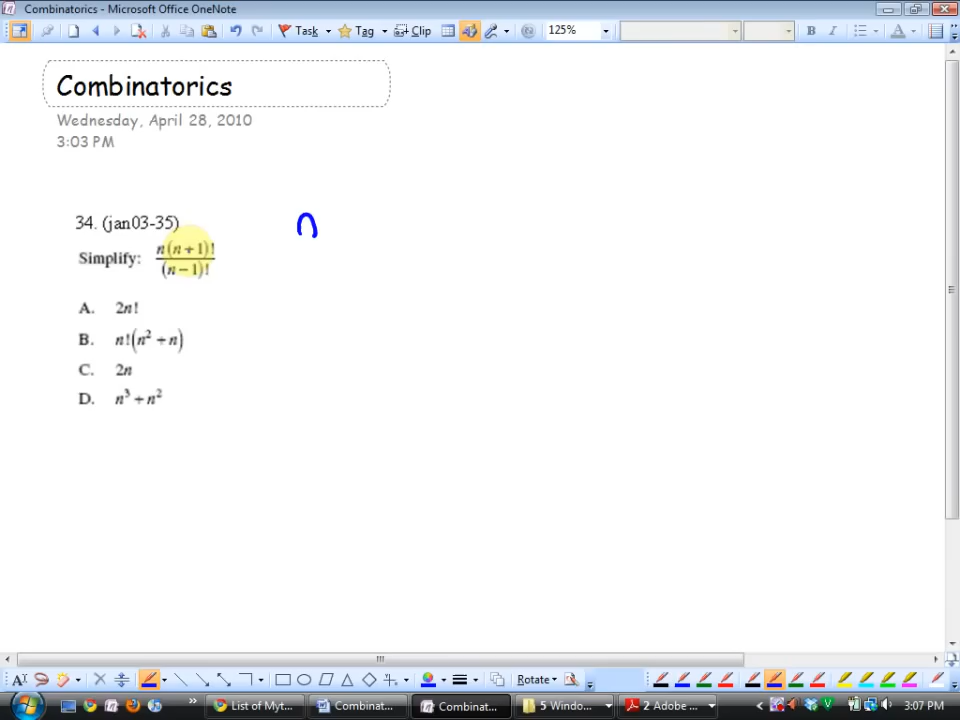 Combinatorics - Microsoft Office OneNote
Task Tag Clip 125% B I A
Combinatorics
Wednesday, April 28, 2010
3:03 PM
34. (jan03-35)
n
Simplify: n(n+1)! / (n−1)!
A. 2n!
B. n!(n² + n)
C. 2n
D. n³ + n²
Rotate
List of Myt... Combinat... Combinat... 5 Windo... 2 Adobe ... 3:07 PM